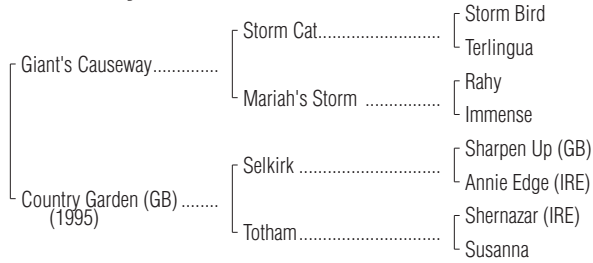 Storm Bird
Storm Cat..........................
Terlingua
Giant's Causeway..............
Rahy
Mariah's Storm ................
Immense
Sharpen Up (GB)
Selkirk ..............................
Annie Edge (IRE)
Country Garden (GB) ........
(1995)
Shernazar (IRE)
Totham..............................
Susanna